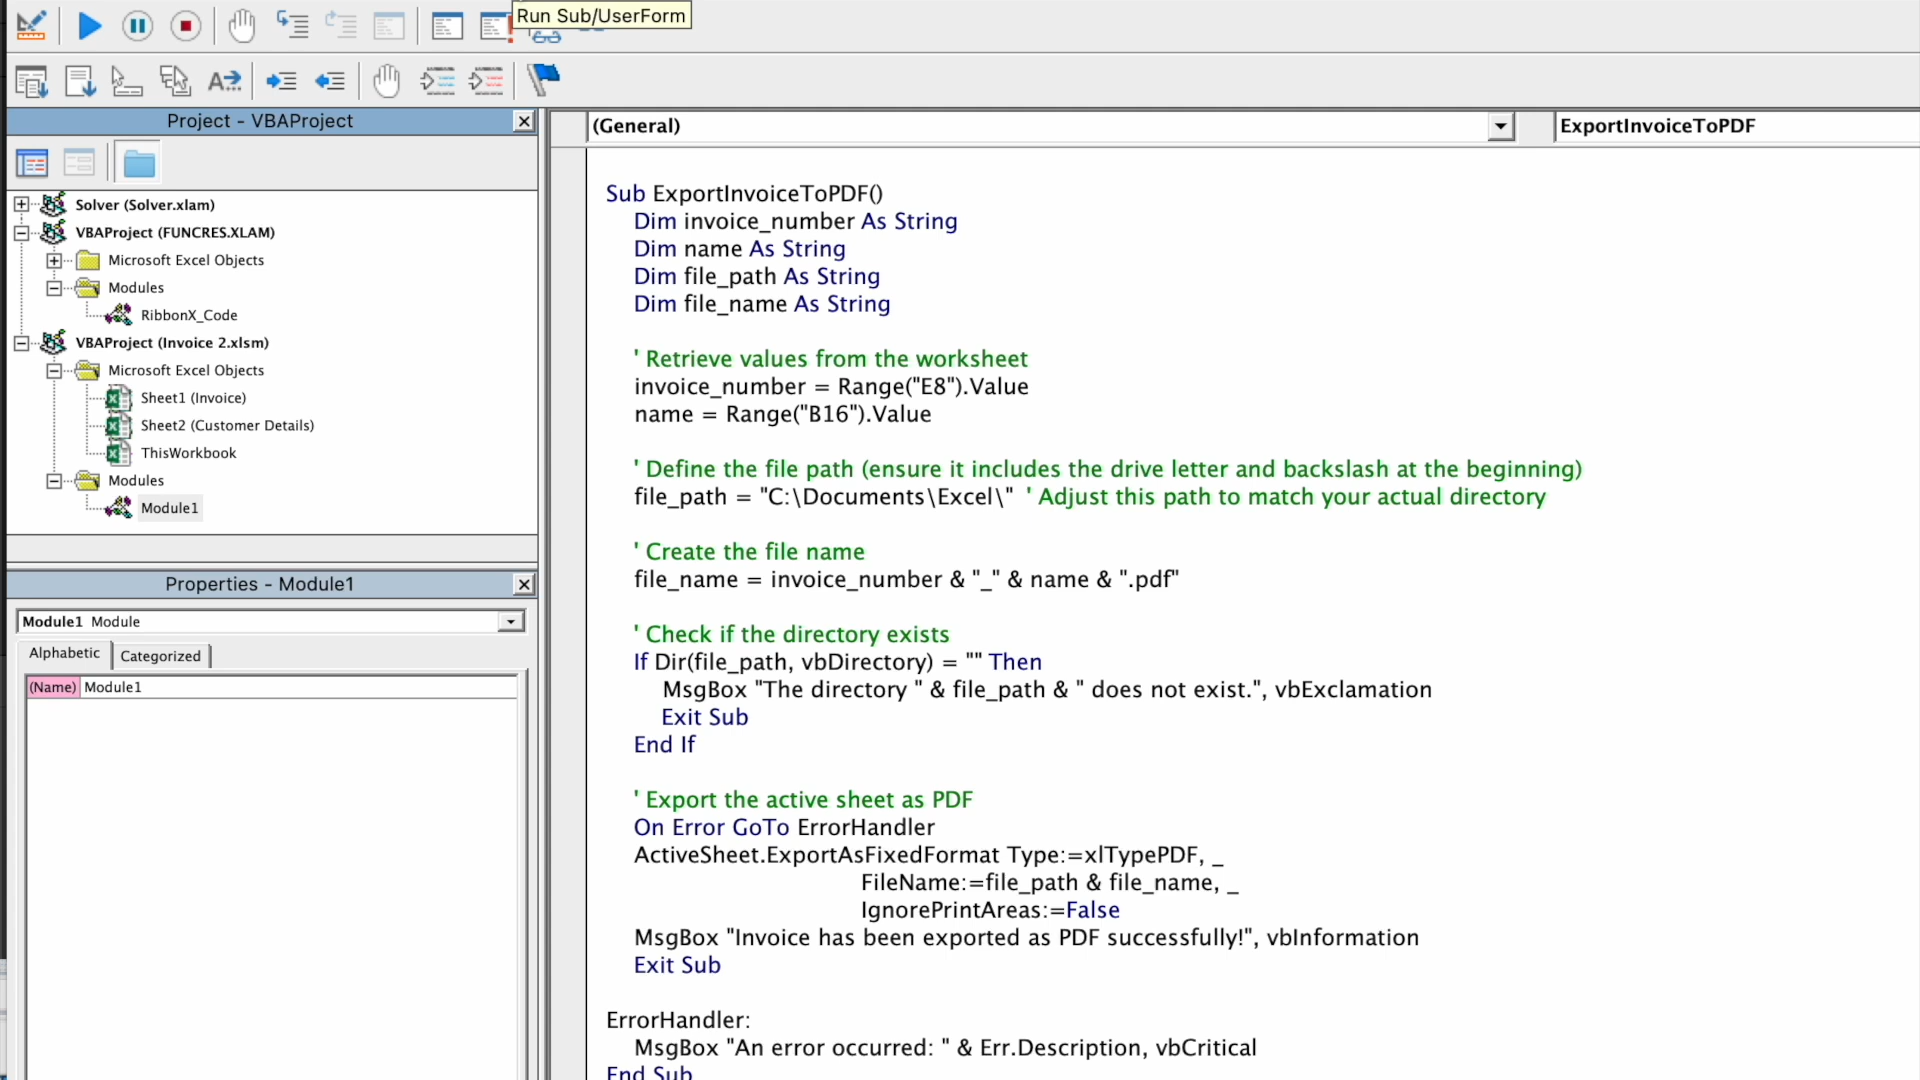 Run Sub/UserForm
Project - VBAProject
Solver (Solver.xlam)
VBAProject (FUNCRES.XLAM)
Microsoft Excel Objects
Modules
RibbonX_Code
VBAProject (Invoice 2.xlsm)
Microsoft Excel Objects
Sheet1 (Invoice)
Sheet2 (Customer Details)
ThisWorkbook
Modules
Module1
Properties - Module1
Module1 Module
Alphabetic
Categorized
(Name) Module1
(General)
ExportInvoiceToPDF
Sub ExportInvoiceToPDF()
Dim invoice_number As String
Dim name As String
Dim file_path As String
Dim file_name As String
' Retrieve values from the worksheet
invoice_number = Range("E8").Value
name = Range("B16").Value
' Define the file path (ensure it includes the drive letter and backslash at the beginning)
file_path = "C:\Documents\Excel\" ' Adjust this path to match your actual directory
' Create the file name
file_name = invoice_number & "_" & name & ".pdf"
' Check if the directory exists
If Dir(file_path, vbDirectory) = "" Then
MsgBox "The directory " & file_path & " does not exist.", vbExclamation
Exit Sub
End If
' Export the active sheet as PDF
On Error GoTo ErrorHandler
ActiveSheet.ExportAsFixedFormat Type:=xlTypePDF, _
FileName:=file_path & file_name, _
IgnorePrintAreas:=False
MsgBox "Invoice has been exported as PDF successfully!", vbInformation
Exit Sub
ErrorHandler:
MsgBox "An error occurred: " & Err.Description, vbCritical
End Sub